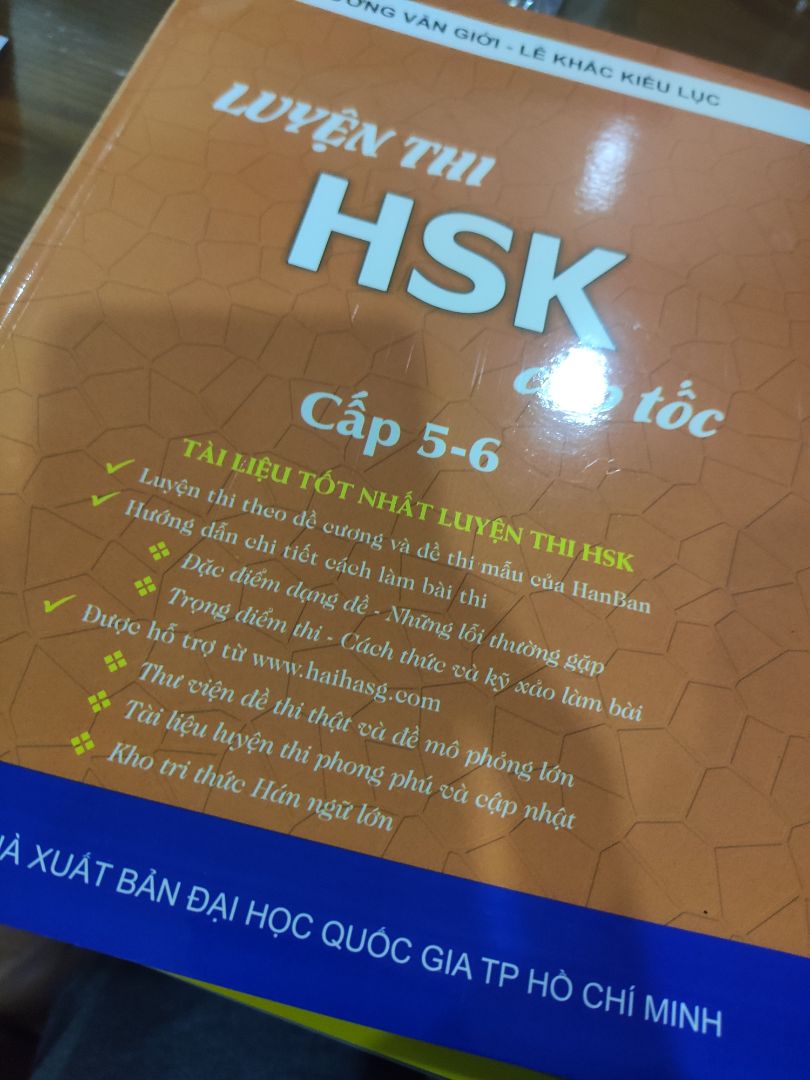 VĂN GIỚI - LÊ KHẮC KIỀU LỤC
LUYỆN THI
HSK
tốc
Cấp 5-6
TÀI LIỆU TỐT NHẤT LUYỆN THI HSK
Luyện thi theo đề cương và đề thi mẫu của HanBan
Hướng dẫn chi tiết cách làm bài thi
Đặc điểm dạng đề - Những lỗi thường gặp
Trọng điểm thi - Cách thức và kỹ xảo làm bài
Được hỗ trợ từ www.haihasg.com
Thư viện đề thi thật và đề mô phỏng lớn
Tài liệu luyện thi phong phú và cập nhật
Kho tri thức Hán ngữ lớn
XUẤT BẢN ĐẠI HỌC QUỐC GIA TP HỒ CHÍ MINH